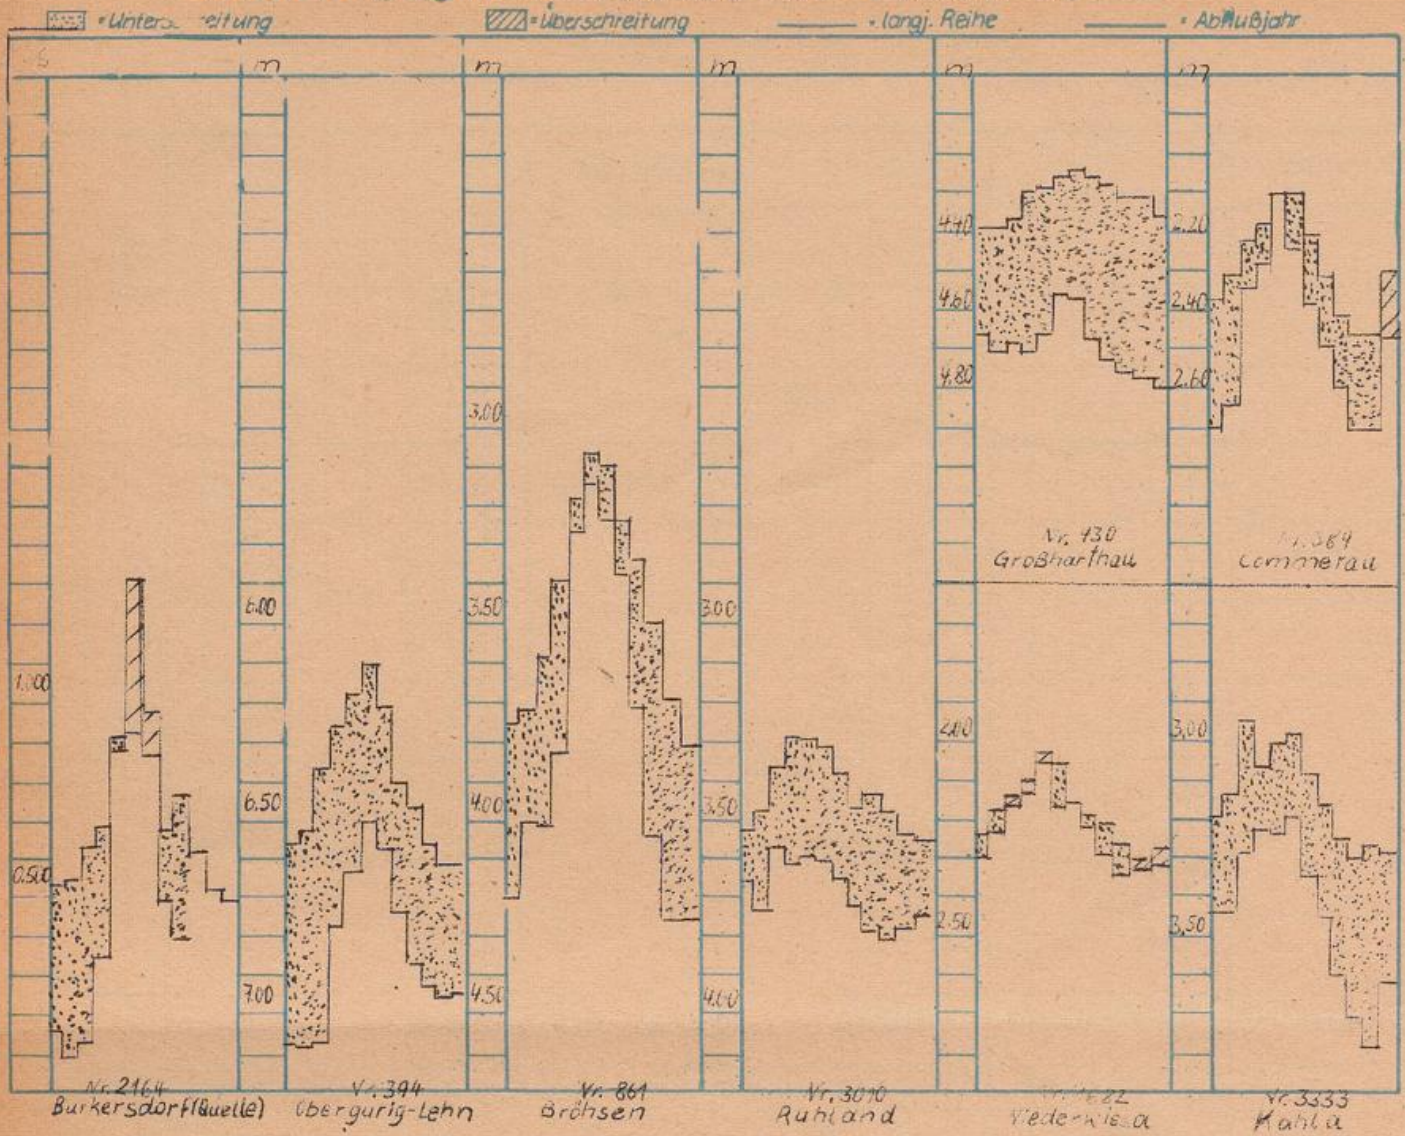 = Überschreitung = langj. Reihe = Abflußjahr
m m m m m
4.40 2.20
4.60 2.40
4.80 2.60
3.00
Nr. 430
Großharthau Commerau
6.00 3.50 3.00
1.000
2.00 3.00
6.50 4.00 3.50
0.500
2.50 3.50
7.00 4.50 4.00
Nr. 2164 Nr. 394 Nr. 861 Nr. 3010 Nr. 3333
Burkersdorf (Quelle) Obergurig-Lehn Bröhsen Ruhland Kahla